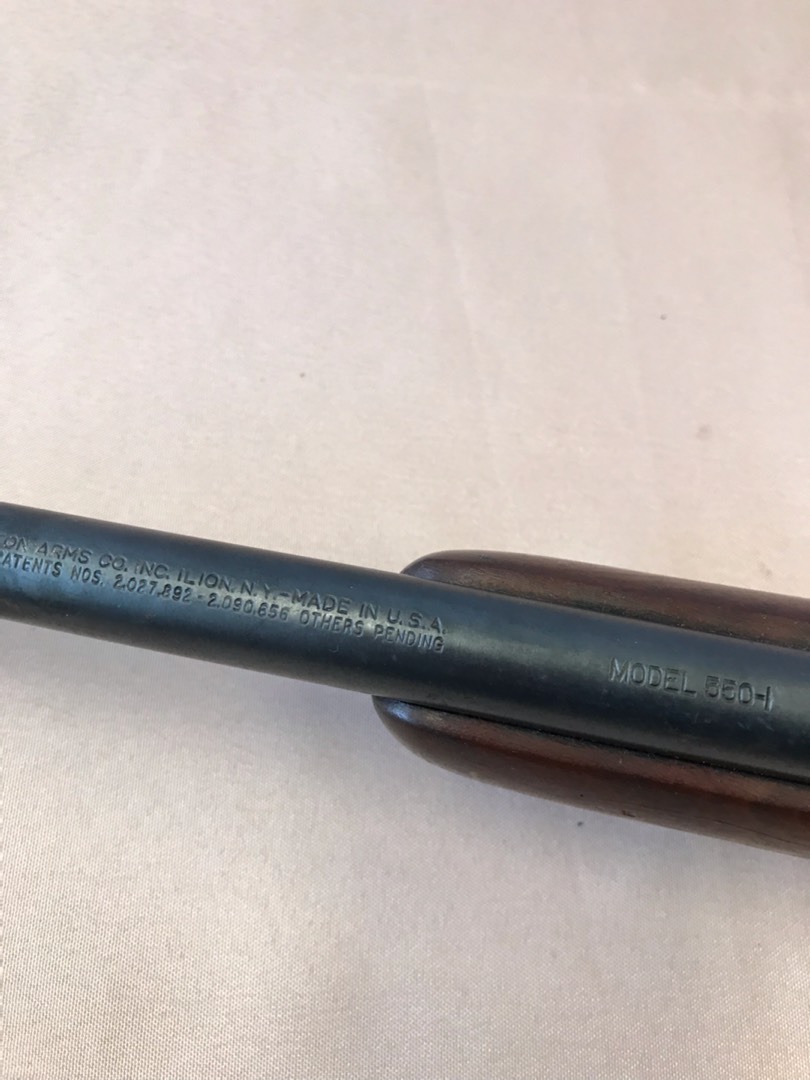 ON ARMS CO. INC. ILION, N.Y.-MADE IN U.S.A.
PATENTS NOS. 2,027,892 - 2,090,656 OTHERS PENDING
MODEL 550-1